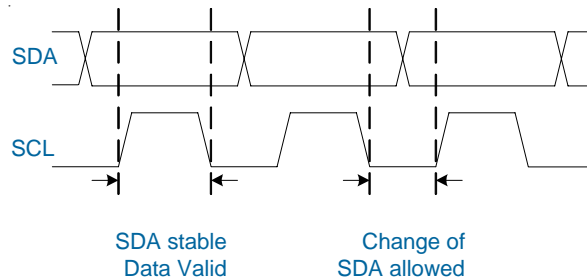 SDA
SCL
SDA stable
Data Valid
Change of
SDA allowed